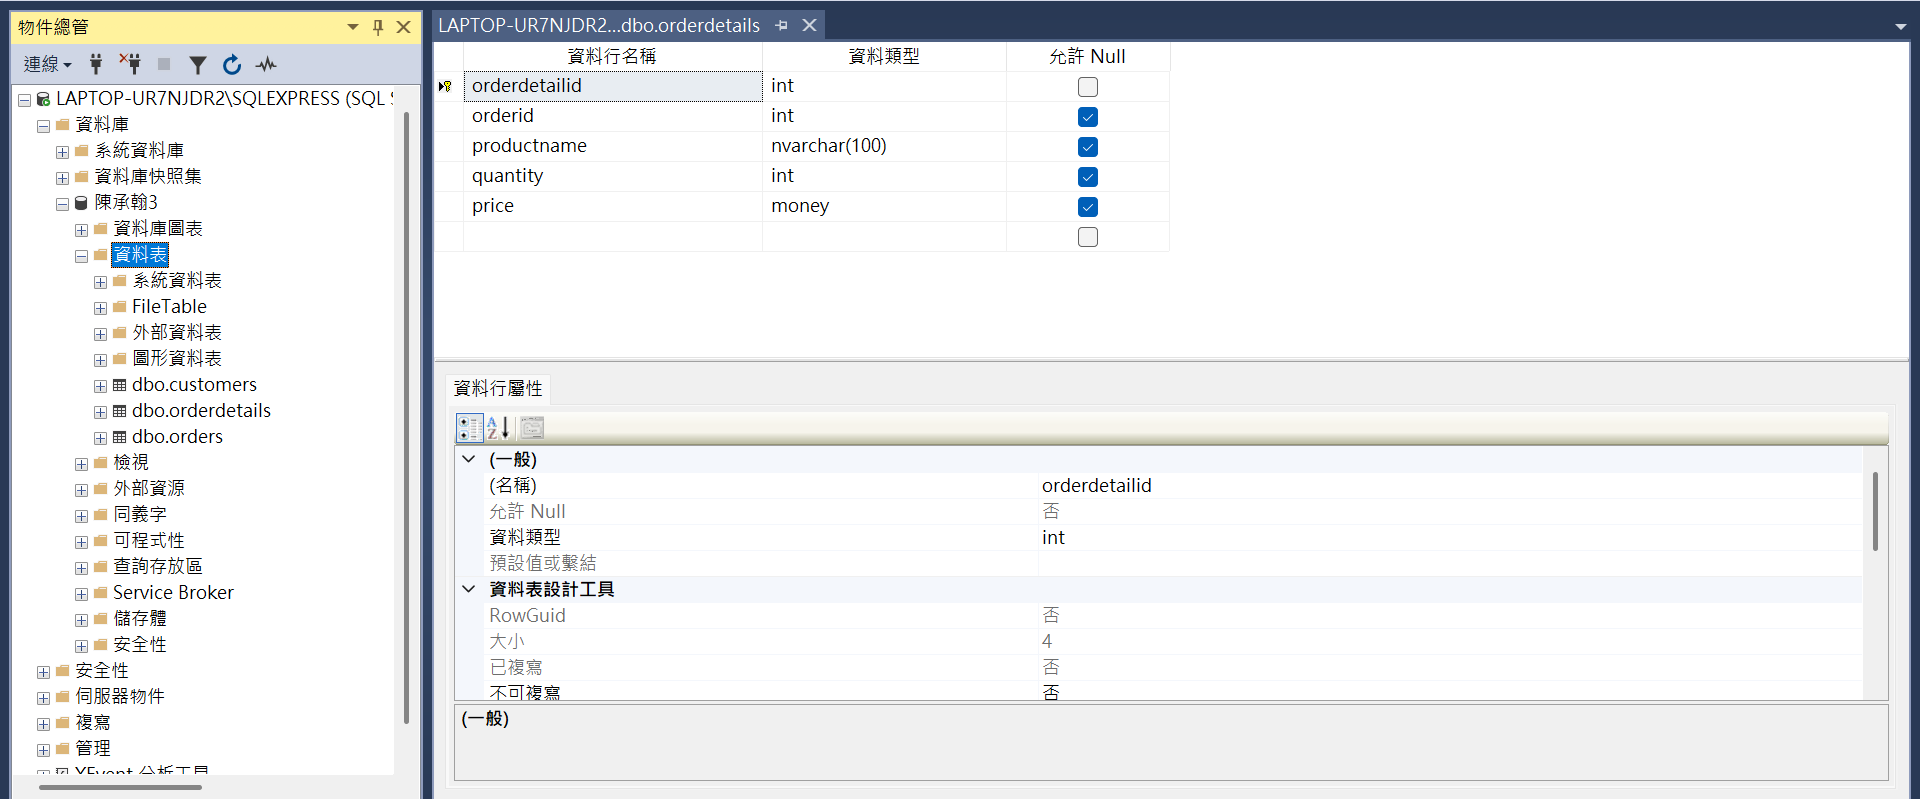 物件總管
連線
LAPTOP-UR7NJDR2\SQLEXPRESS (SQL S
資料庫
系統資料庫
資料庫快照集
陳承翰3
資料庫圖表
資料表
系統資料表
FileTable
外部資料表
圖形資料表
dbo.customers
dbo.orderdetails
dbo.orders
檢視
外部資源
同義字
可程式性
查詢存放區
Service Broker
儲存體
安全性
安全性
伺服器物件
複寫
管理
XEvent 分析工具
LAPTOP-UR7NJDR2...dbo.orderdetails
資料行名稱 資料類型 允許 Null
orderdetailid int
orderid int
productname nvarchar(100)
quantity int
price money
資料行屬性
(一般)
(名稱) orderdetailid
允許 Null 否
資料類型 int
預設值或繫結
資料表設計工具
RowGuid 否
大小 4
已複寫 否
不可複寫 否
(一般)